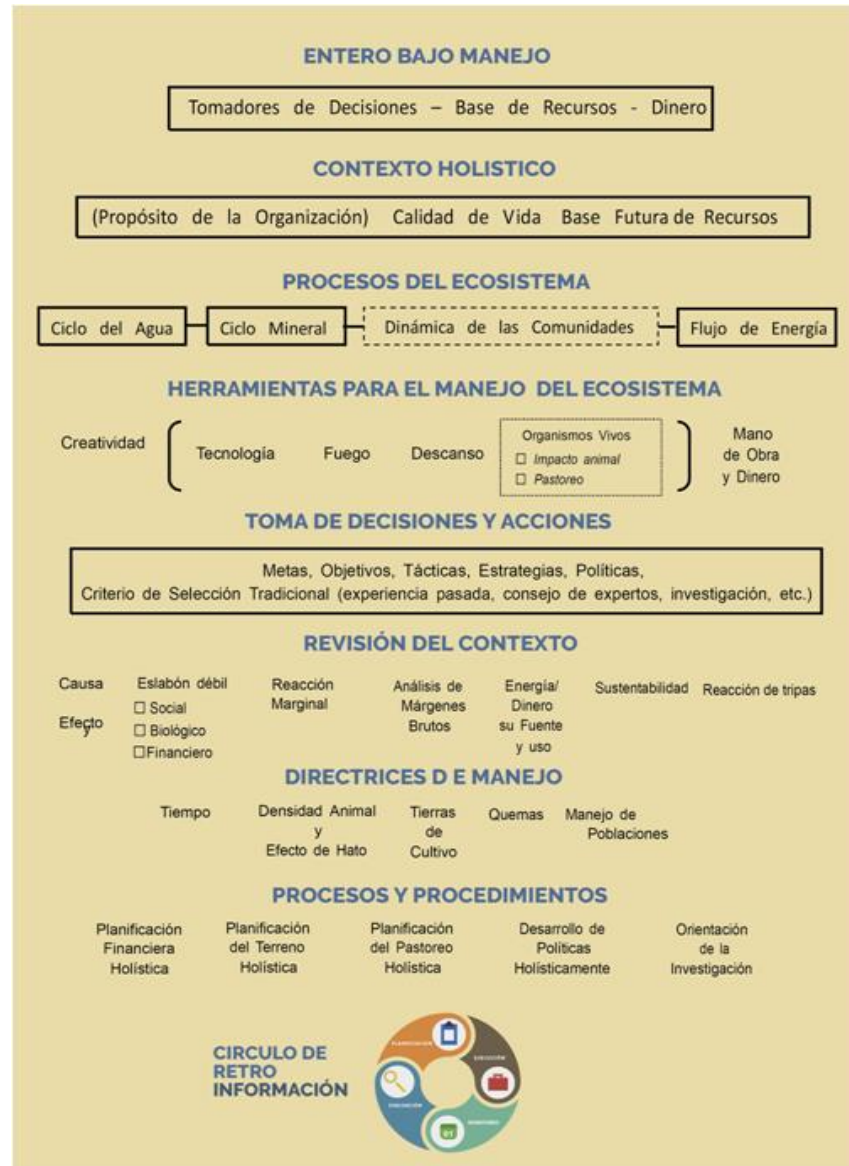 ENTERO BAJO MANEJO
Tomadores de Decisiones – Base de Recursos - Dinero
CONTEXTO HOLISTICO
(Propósito de la Organización) Calidad de Vida Base Futura de Recursos
PROCESOS DEL ECOSISTEMA
Ciclo del Agua Ciclo Mineral Dinámica de las Comunidades Flujo de Energía
HERRAMIENTAS PARA EL MANEJO DEL ECOSISTEMA
Creatividad
Tecnología Fuego Descanso
Organismos Vivos
☐ Impacto animal
☐ Pastoreo
Mano
de Obra
y Dinero
TOMA DE DECISIONES Y ACCIONES
Metas, Objetivos, Tácticas, Estrategias, Políticas,
Criterio de Selección Tradicional (experiencia pasada, consejo de expertos, investigación, etc.)
REVISIÓN DEL CONTEXTO
Causa
y
Efecto
Eslabón débil
☐ Social
☐ Biológico
☐ Financiero
Reacción
Marginal
Análisis de
Márgenes
Brutos
Energía/
Dinero
su Fuente
y uso
Sustentabilidad
Reacción de tripas
DIRECTRICES D E MANEJO
Tiempo
Densidad Animal
y
Efecto de Hato
Tierras
de
Cultivo
Quemas
Manejo de
Poblaciones
PROCESOS Y PROCEDIMIENTOS
Planificación
Financiera
Holística
Planificación
del Terreno
Holística
Planificación
del Pastoreo
Holística
Desarrollo de
Políticas
Holísticamente
Orientación
de la
Investigación
CIRCULO DE
RETRO
INFORMACIÓN
PLANIFICACIÓN
EJECUCIÓN